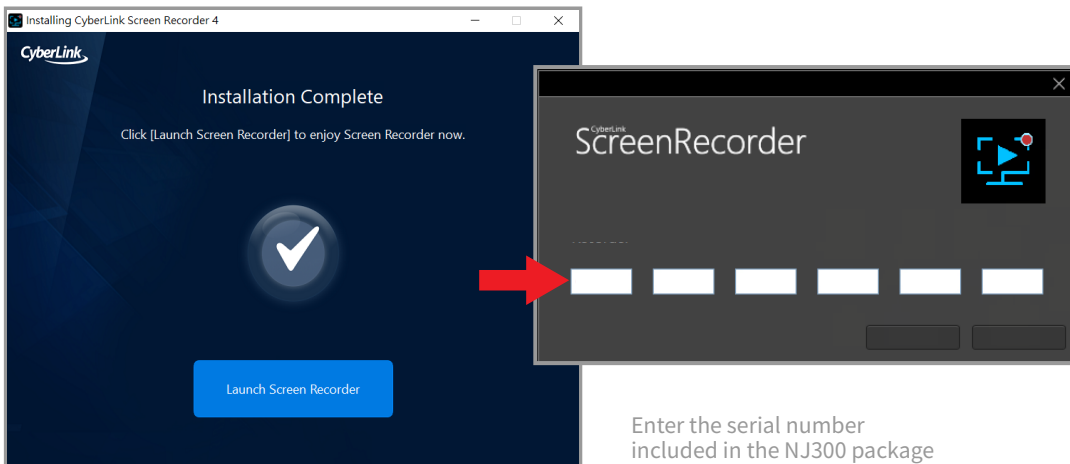 Installing CyberLink Screen Recorder 4
CyberLink
Installation Complete
Click [Launch Screen Recorder] to enjoy Screen Recorder now.
Launch Screen Recorder
CyberLink
ScreenRecorder
Enter the serial number
included in the NJ300 package